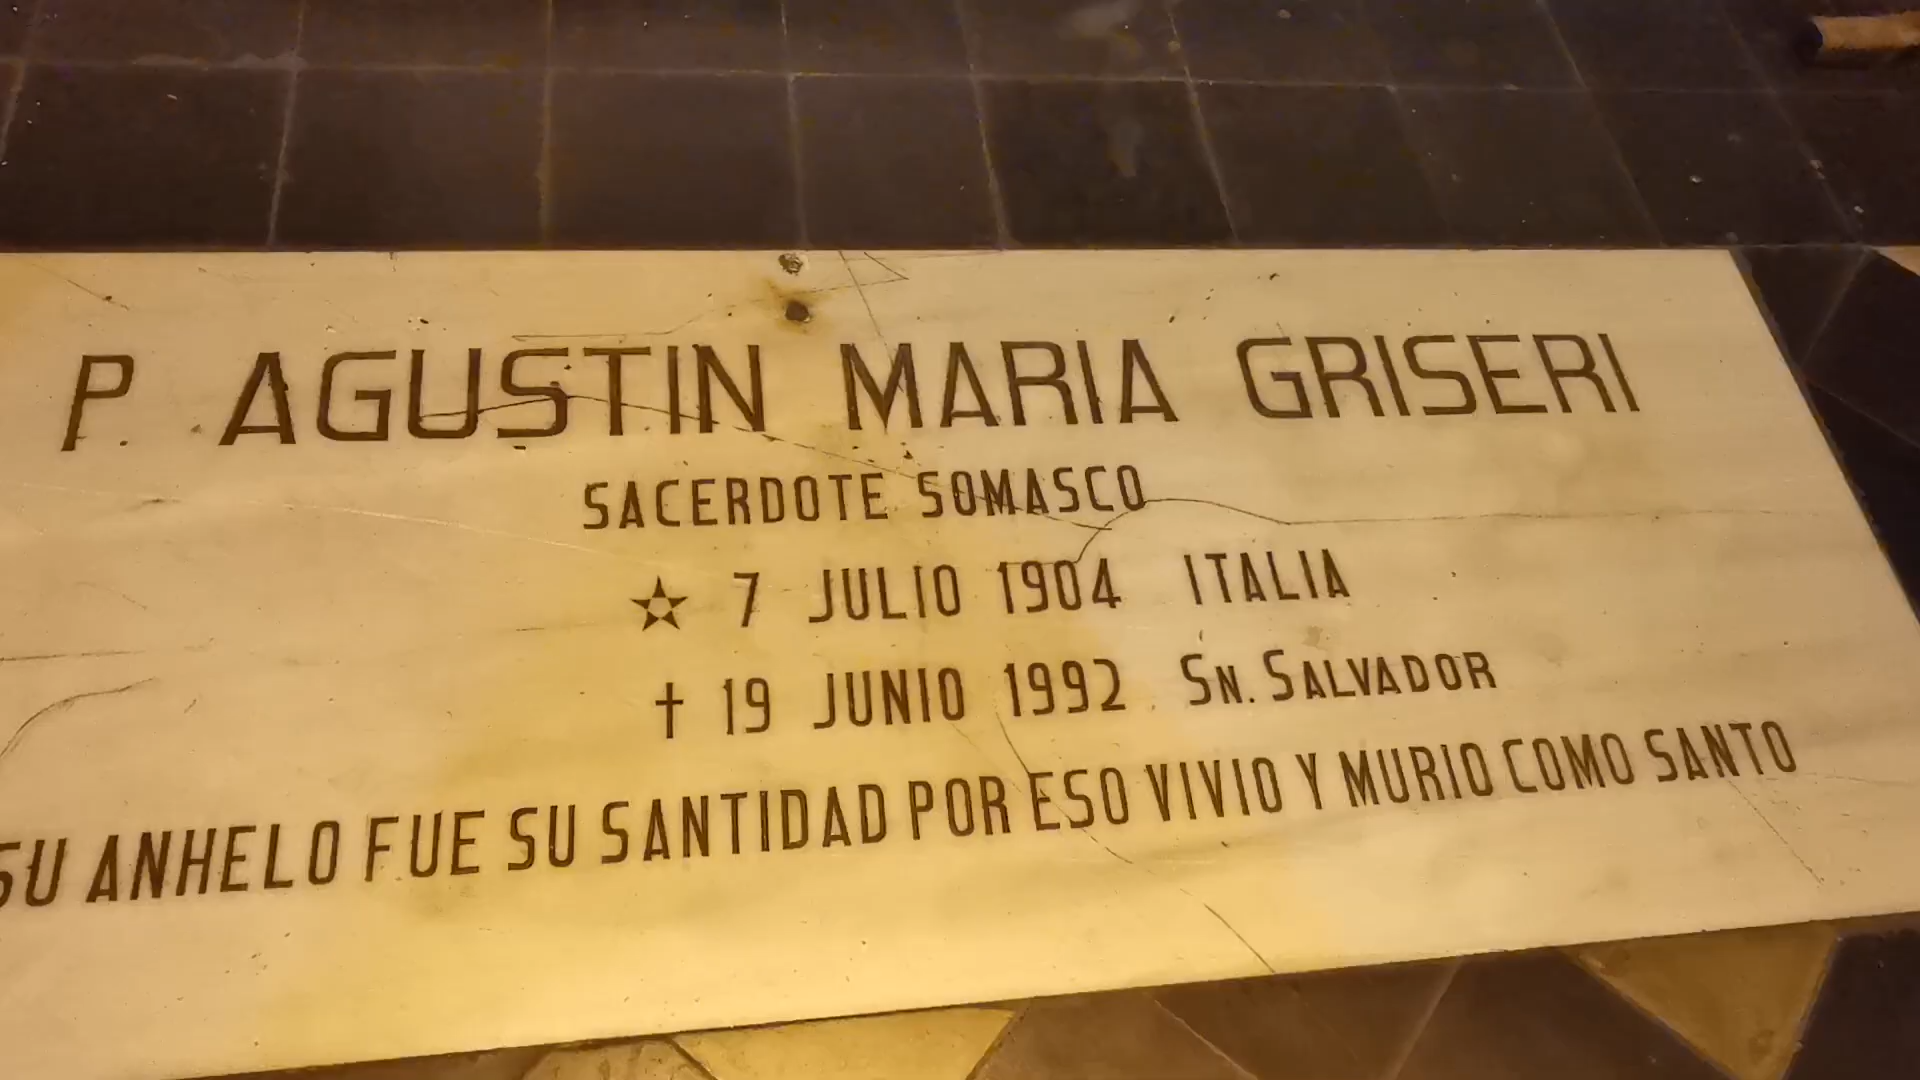 P. AGUSTIN MARIA GRISERI
SACERDOTE SOMASCO
☆ 7 JULIO 1904 ITALIA
† 19 JUNIO 1992 SN. SALVADOR
SU ANHELO FUE SU SANTIDAD POR ESO VIVIO Y MURIO COMO SANTO